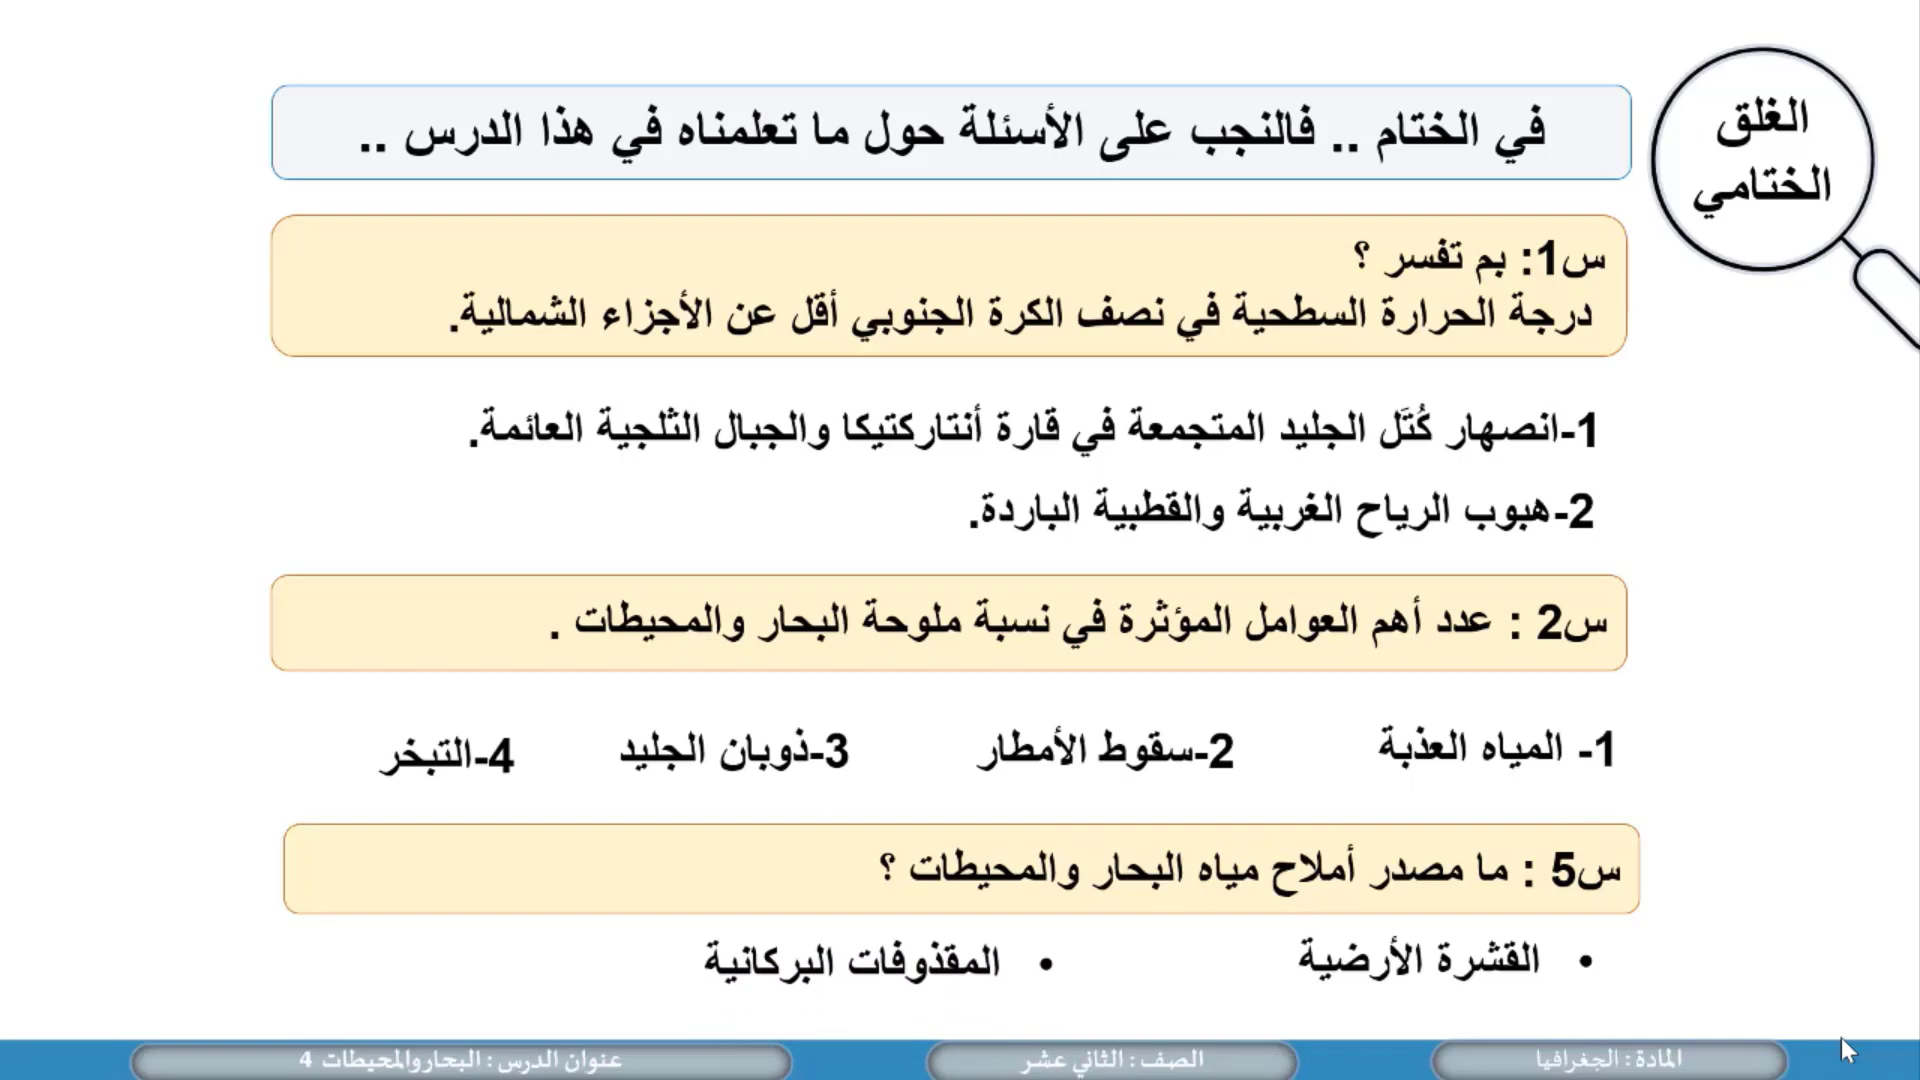 الغلق
الختامي
في الختام .. فالنجب على الأسئلة حول ما تعلمناه في هذا الدرس ..
س1: بم تفسر ؟
درجة الحرارة السطحية في نصف الكرة الجنوبي أقل عن الأجزاء الشمالية.
1-انصهار كُتَل الجليد المتجمعة في قارة أنتاركتيكا والجبال الثلجية العائمة.
2-هبوب الرياح الغربية والقطبية الباردة.
س2 : عدد أهم العوامل المؤثرة في نسبة ملوحة البحار والمحيطات .
1- المياه العذبة 2-سقوط الأمطار 3-ذوبان الجليد 4-التبخر
س5 : ما مصدر أملاح مياه البحار والمحيطات ؟
• القشرة الأرضية • المقذوفات البركانية
المادة : الجغرافيا الصف : الثاني عشر عنوان الدرس : البحار والمحيطات 4